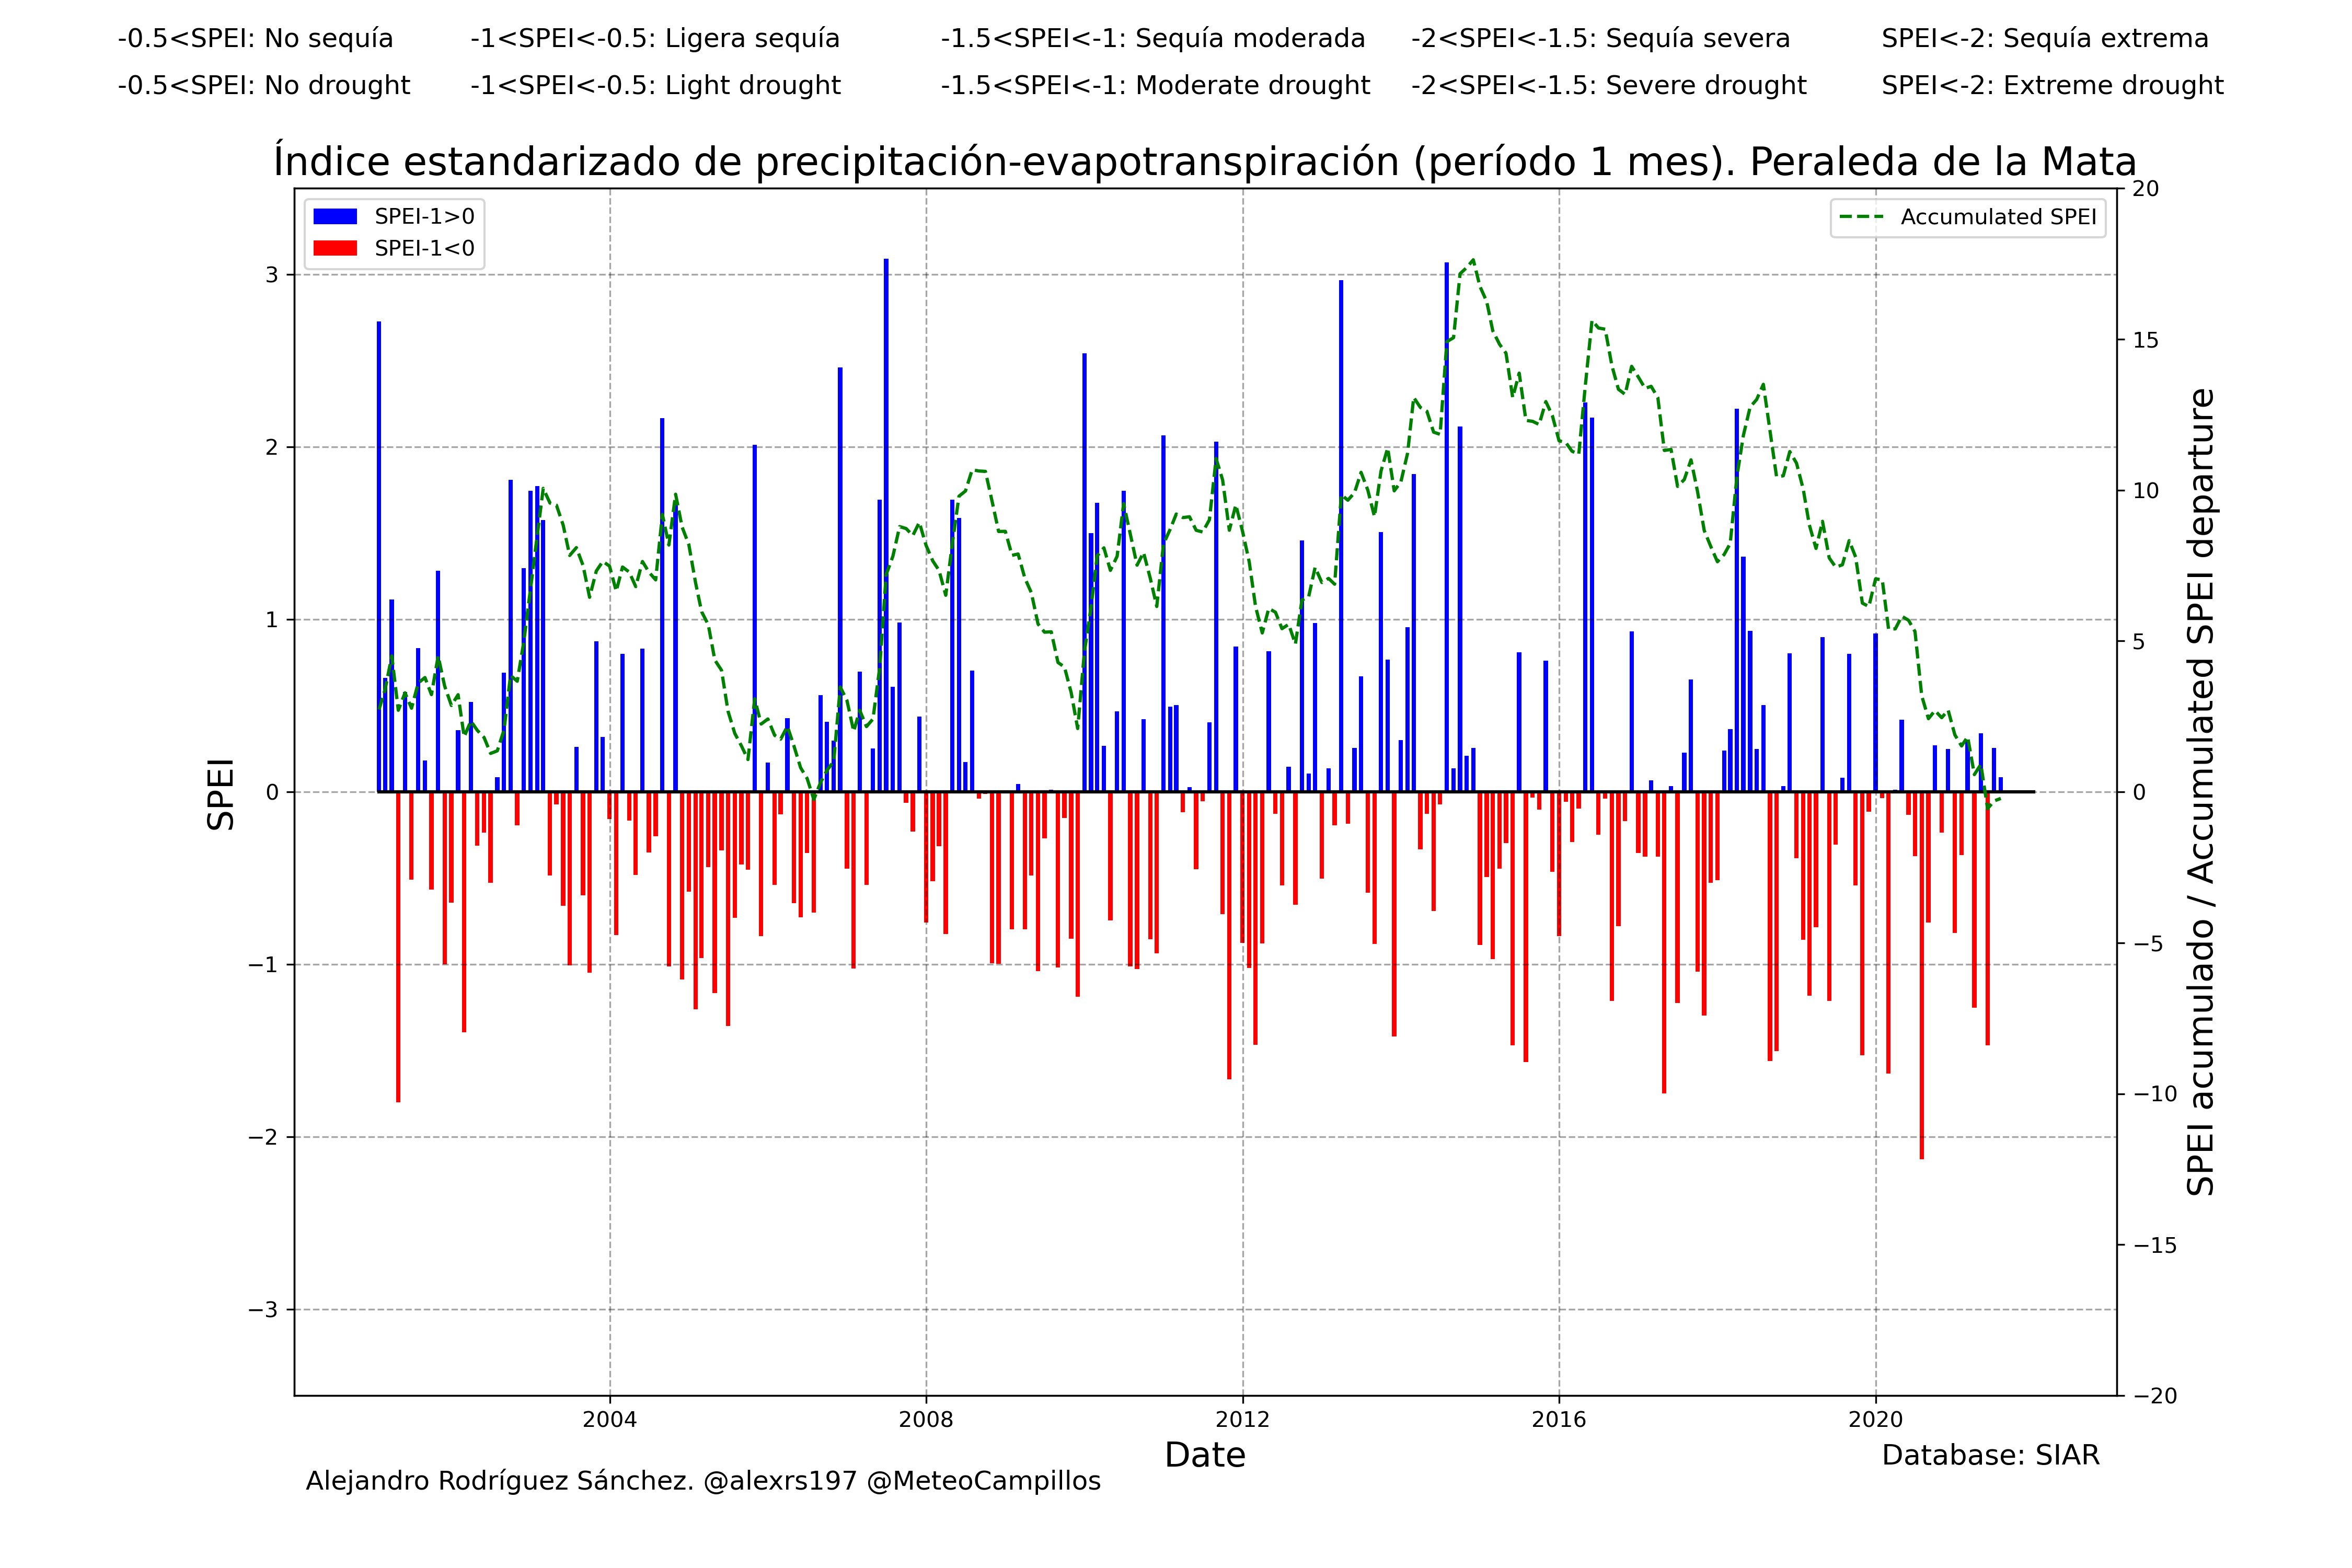 -0.5<SPEI: No sequía -1<SPEI<-0.5: Ligera sequía -1.5<SPEI<-1: Sequía moderada -2<SPEI<-1.5: Sequía severa SPEI<-2: Sequía extrema
-0.5<SPEI: No drought -1<SPEI<-0.5: Light drought -1.5<SPEI<-1: Moderate drought -2<SPEI<-1.5: Severe drought SPEI<-2: Extreme drought
Índice estandarizado de precipitación-evapotranspiración (período 1 mes). Peraleda de la Mata
SPEI-1>0
SPEI-1<0
Accumulated SPEI
SPEI
3
2
1
0
−1
−2
−3
20
15
10
5
0
−5
−10
−15
−20
SPEI acumulado / Accumulated SPEI departure
2004 2008 2012 2016 2020
Date
Database: SIAR
Alejandro Rodríguez Sánchez. @alexrs197 @MeteoCampillos